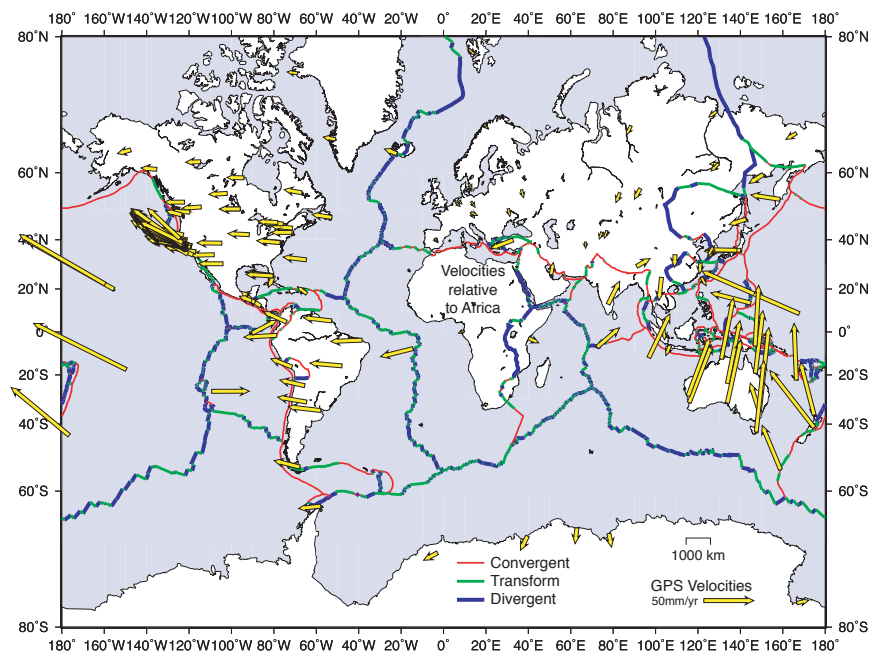 180° 160°W 140°W 120°W 100°W 80°W 60°W 40°W 20°W 0° 20°E 40°E 60°E 80°E 100°E 120°E 140°E 160°E 180°
80°N 80°N
60°N 60°N
40°N 40°N
Velocities
20°N relative 20°N
to Africa
0° 0°
20°S 20°S
40°S 40°S
60°S 60°S
1000 km
Convergent
Transform GPS Velocities
Divergent 50mm/yr
80°S 80°S
180° 160°W 140°W 120°W 100°W 80°W 60°W 40°W 20°W 0° 20°E 40°E 60°E 80°E 100°E 120°E 140°E 160°E 180°